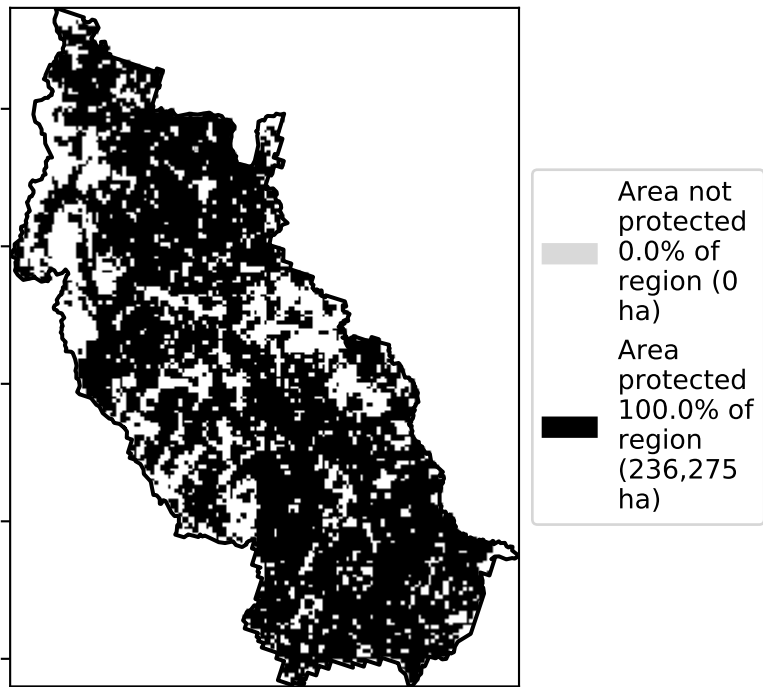 Area not
protected
0.0% of
region (0
ha)
Area
protected
100.0% of
region
(236,275
ha)